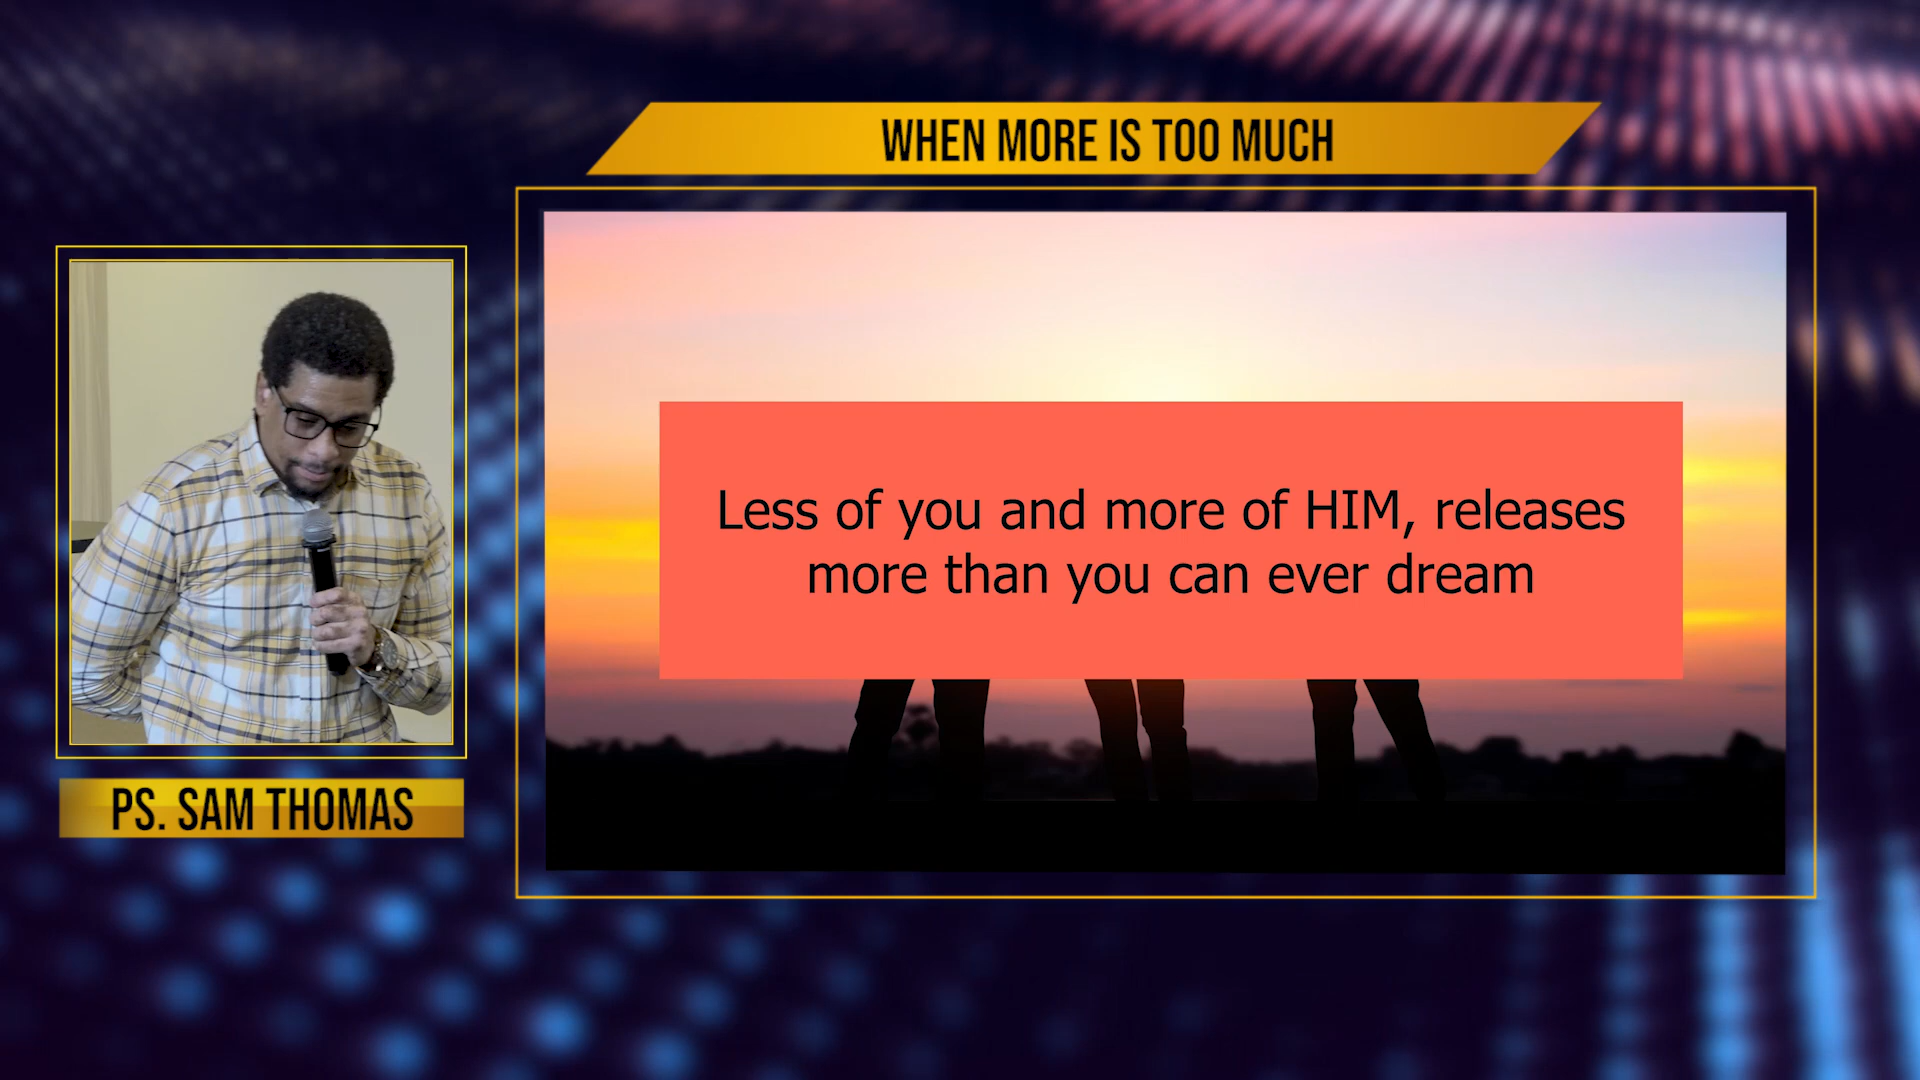 WHEN MORE IS TOO MUCH
Less of you and more of HIM, releases
more than you can ever dream
PS. SAM THOMAS